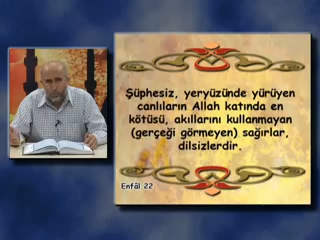 Şüphesiz, yeryüzünde yürüyen
canlıların Allah katında en
kötüsü, akıllarını kullanmayan
(gerçeği görmeyen) sağırlar,
dilsizlerdir.
Enfâl 22